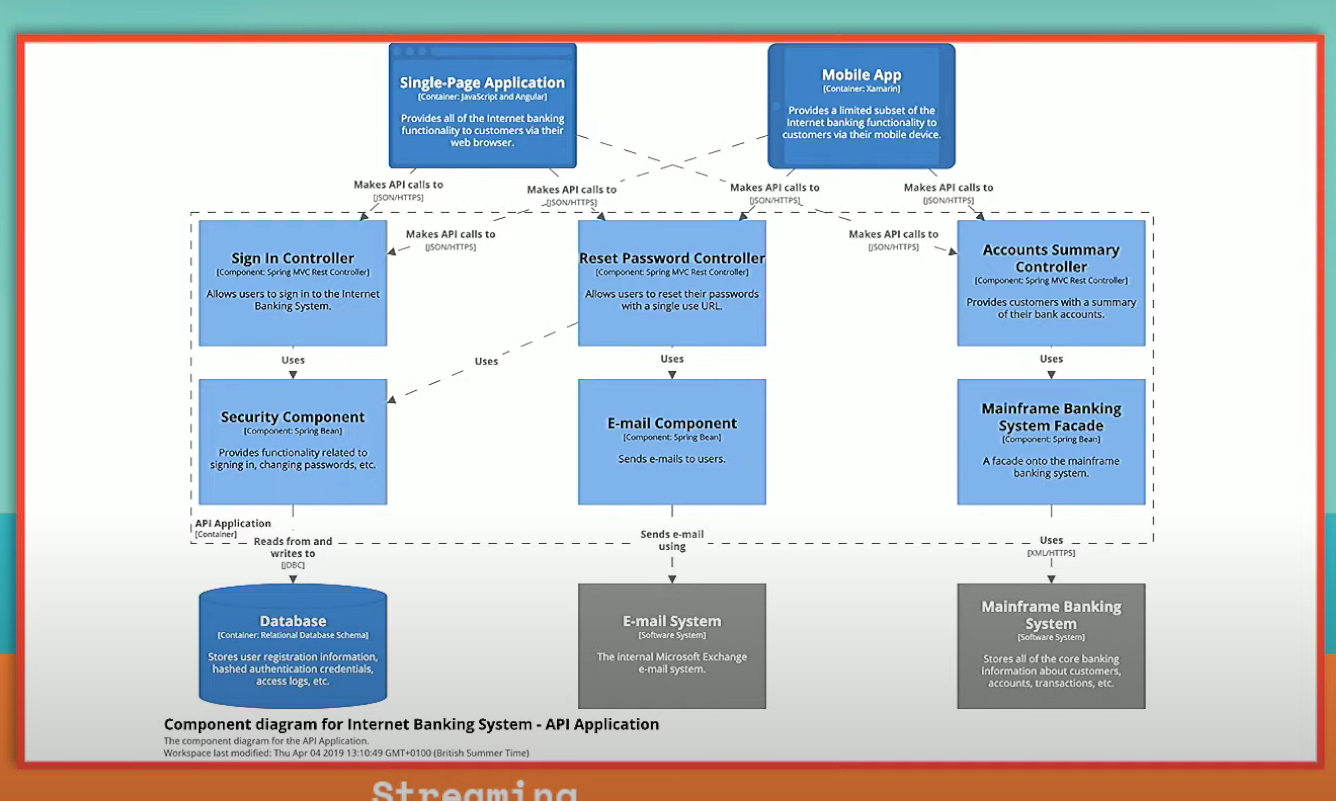 Single-Page Application
[Container: JavaScript and Angular]
Provides all of the Internet banking
functionality to customers via their
web browser.
Mobile App
[Container: Xamarin]
Provides a limited subset of the
Internet banking functionality to
customers via their mobile device.
Makes API calls to
[JSON/HTTPS]
Makes API calls to
[JSON/HTTPS]
Makes API calls to
[JSON/HTTPS]
Makes API calls to
[JSON/HTTPS]
Makes API calls to
[JSON/HTTPS]
Makes API calls to
[JSON/HTTPS]
Sign In Controller
[Component: Spring MVC Rest Controller]
Allows users to sign in to the Internet
Banking System.
Reset Password Controller
[Component: Spring MVC Rest Controller]
Allows users to reset their passwords
with a single use URL.
Accounts Summary
Controller
[Component: Spring MVC Rest Controller]
Provides customers with a summary
of their bank accounts.
Uses
Uses
Uses
Uses
Security Component
[Component: Spring Bean]
Provides functionality related to
signing in, changing passwords, etc.
E-mail Component
[Component: Spring Bean]
Sends e-mails to users.
Mainframe Banking
System Facade
[Component: Spring Bean]
A facade onto the mainframe
banking system.
API Application
[Container]
Reads from and
writes to
[JDBC]
Sends e-mail
using
Uses
[XML/HTTPS]
Database
[Container: Relational Database Schema]
Stores user registration information,
hashed authentication credentials,
access logs, etc.
E-mail System
[Software System]
The internal Microsoft Exchange
e-mail system.
Mainframe Banking
System
[Software System]
Stores all of the core banking
information about customers,
accounts, transactions, etc.
Component diagram for Internet Banking System - API Application
The component diagram for the API Application.
Workspace last modified: Thu Apr 04 2019 13:10:49 GMT+0100 (British Summer Time)
Streaming